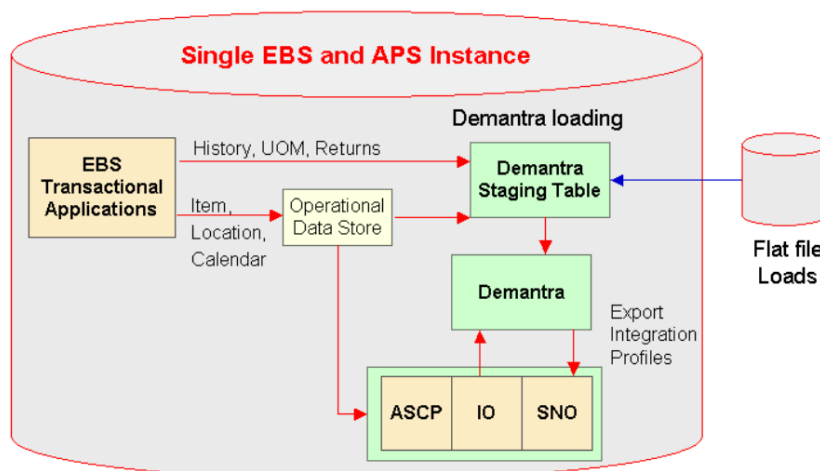 Single EBS and APS Instance
Demantra loading
EBS
Transactional
Applications
History, UOM, Returns
Demantra
Staging Table
Item,
Location,
Calendar
Operational
Data Store
Flat file
Loads
Demantra
Export
Integration
Profiles
ASCP
IO
SNO